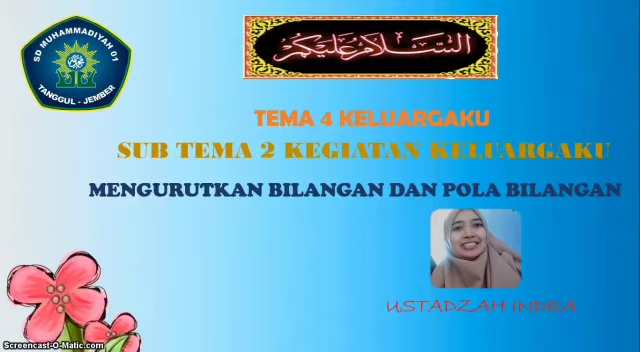 SD MUHAMMADIYAH 01
TANGGUL - JEMBER
السلام عليكم
TEMA 4 KELUARGAKU
SUB TEMA 2 KEGIATAN KELUARGAKU
MENGURUTKAN BILANGAN DAN POLA BILANGAN
USTADZAH INDRA
Screencast-O-Matic.com